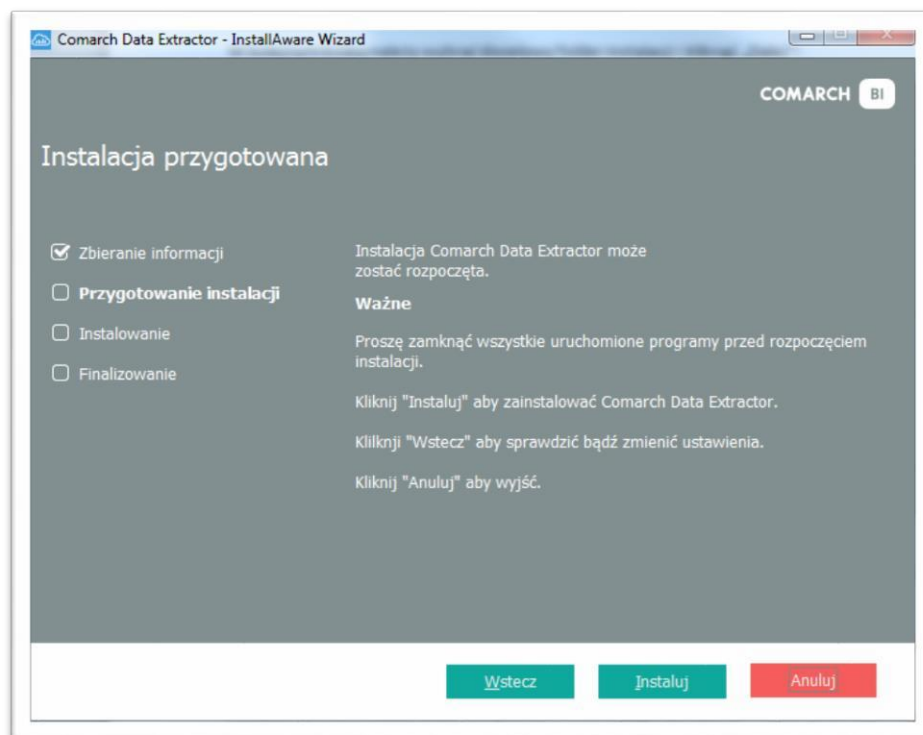 Comarch Data Extractor - InstallAware Wizard
COMARCH BI
Instalacja przygotowana
Zbieranie informacji
Przygotowanie instalacji
Instalowanie
Finalizowanie
Instalacja Comarch Data Extractor może
zostać rozpoczęta.
Ważne
Proszę zamknąć wszystkie uruchomione programy przed rozpoczęciem
instalacji.
Kliknij "Instaluj" aby zainstalować Comarch Data Extractor.
Klilknji "Wstecz" aby sprawdzić bądź zmienić ustawienia.
Kliknij "Anuluj" aby wyjść.
Wstecz
Instaluj
Anuluj